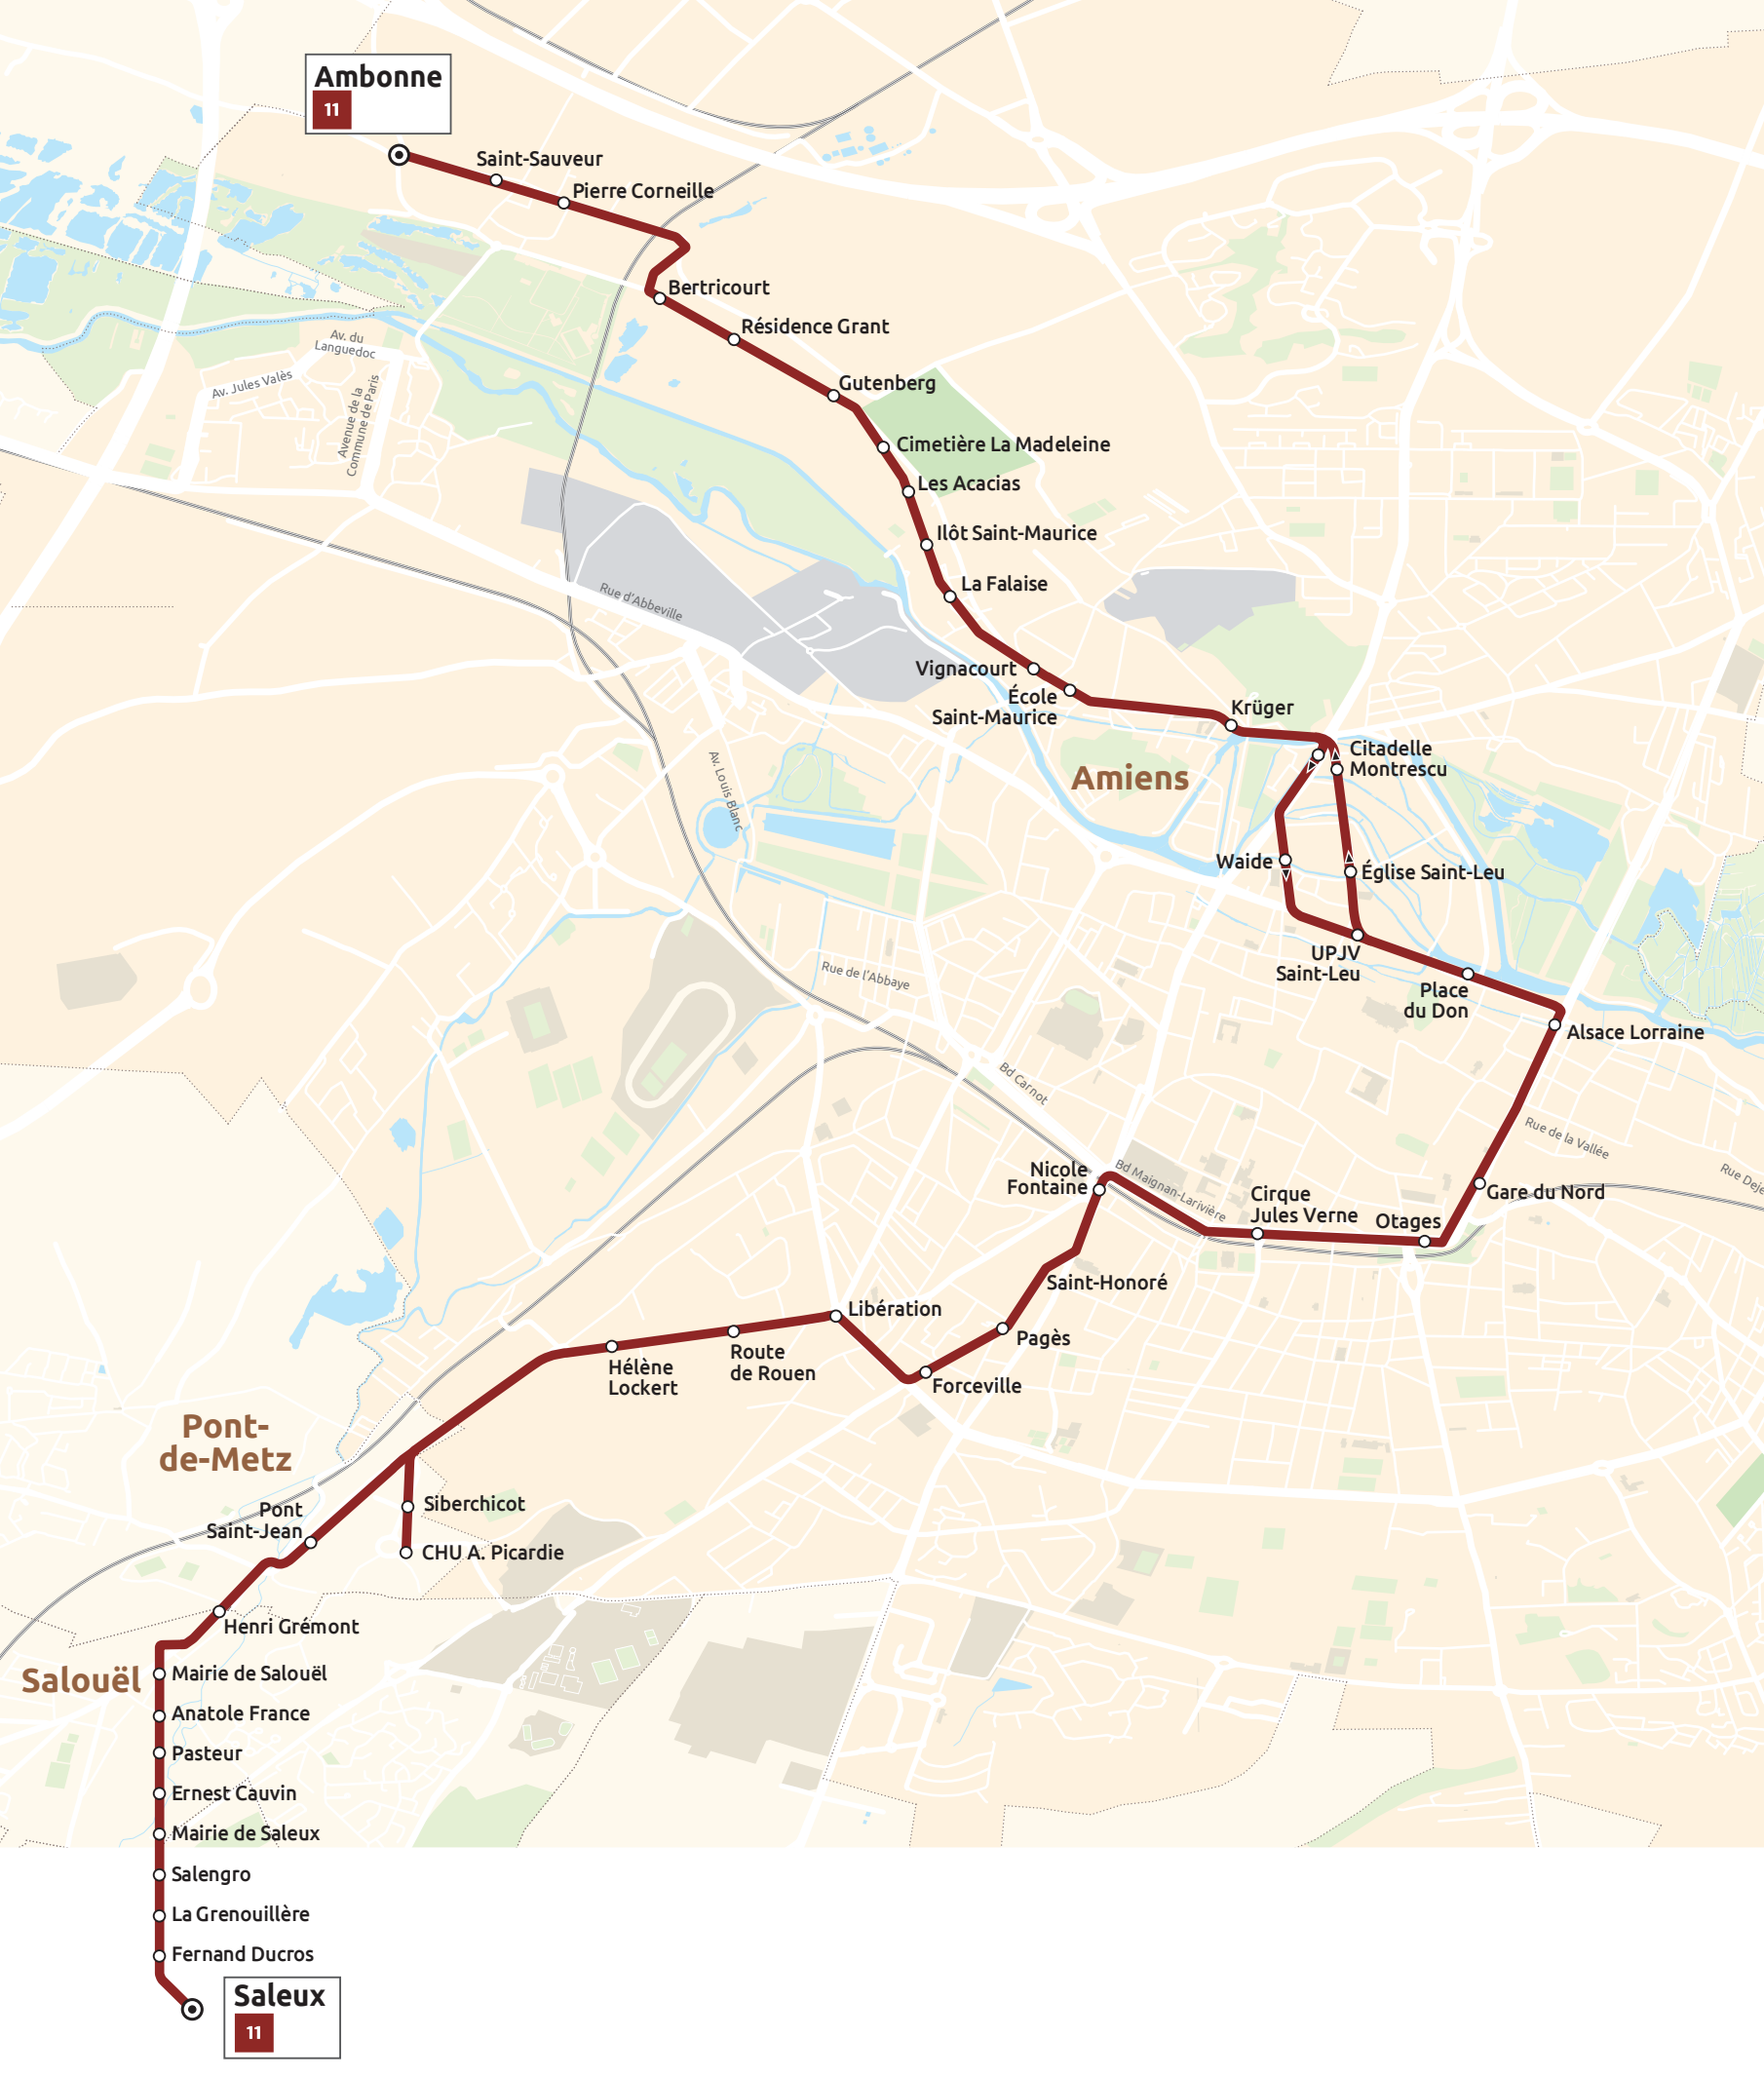 Ambonne
11
Saint-Sauveur
Pierre Corneille
Bertricourt
Résidence Grant
Av. du
Languedoc
Av. Jules Valès
Avenue de la
Commune de Paris
Gutenberg
Cimetière La Madeleine
Les Acacias
Ilôt Saint-Maurice
La Falaise
Rue d'Abbeville
Vignacourt
École
Saint-Maurice
Krüger
Citadelle
Montrescu
Amiens
Av. Louis Blanc
Waide
Église Saint-Leu
UPJV
Saint-Leu
Rue de l'Abbaye
Place
du Don
Alsace Lorraine
Bd Carnot
Rue de la Vallée
Nicole
Fontaine
Bd Maignan-Larivière
Rue Deje
Gare du Nord
Cirque
Jules Verne
Otages
Saint-Honoré
Libération
Pagès
Route
de Rouen
Hélène
Lockert
Forceville
Pont-
de-Metz
Siberchicot
Pont
Saint-Jean
CHU A. Picardie
Henri Grémont
Salouël
Mairie de Salouël
Anatole France
Pasteur
Ernest Cauvin
Mairie de Saleux
Salengro
La Grenouillère
Fernand Ducros
Saleux
11